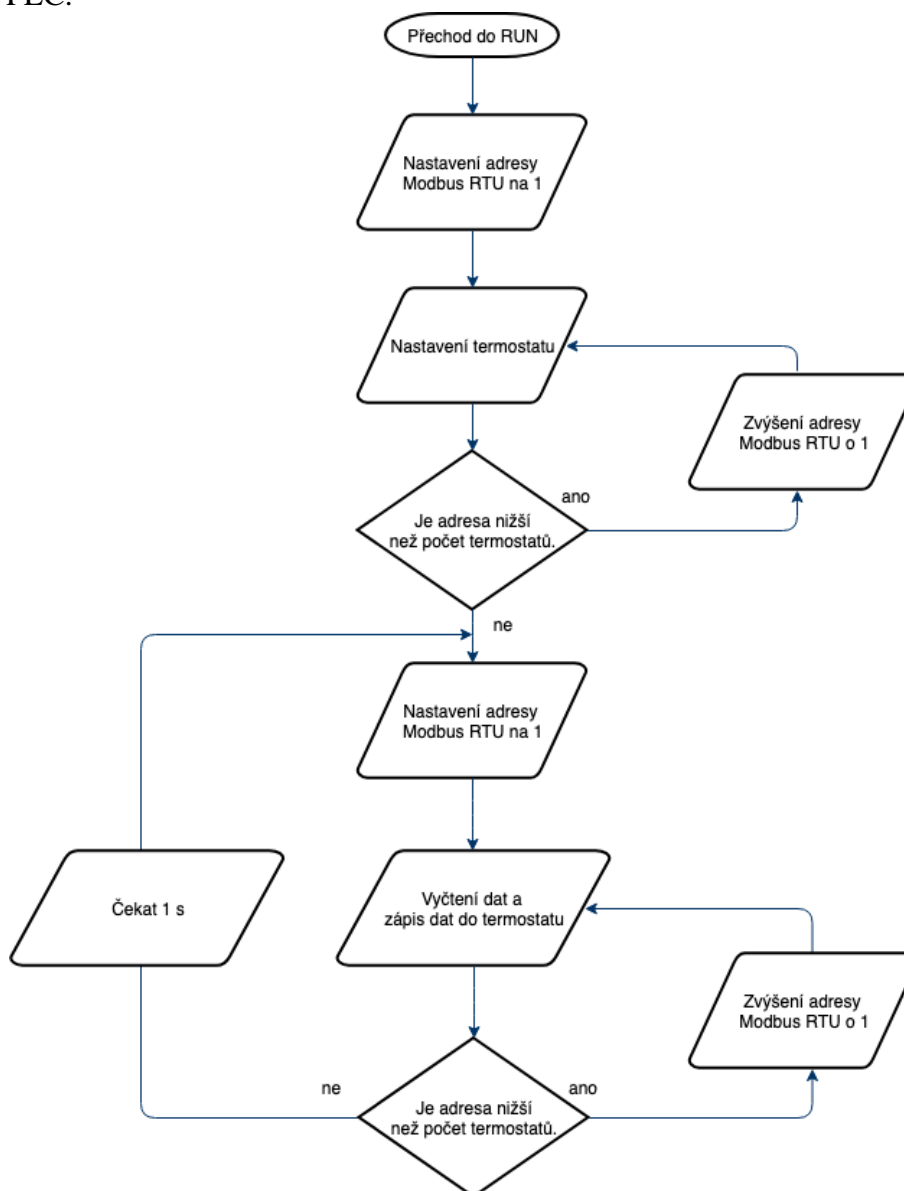 PLC.
Přechod do RUN
Nastavení adresy
Modbus RTU na 1
Nastavení termostatu
Zvýšení adresy
Modbus RTU o 1
ano
Je adresa nižší
než počet termostatů.
ne
Nastavení adresy
Modbus RTU na 1
Čekat 1 s
Vyčtení dat a
zápis dat do termostatu
Zvýšení adresy
Modbus RTU o 1
ne
ano
Je adresa nižší
než počet termostatů.